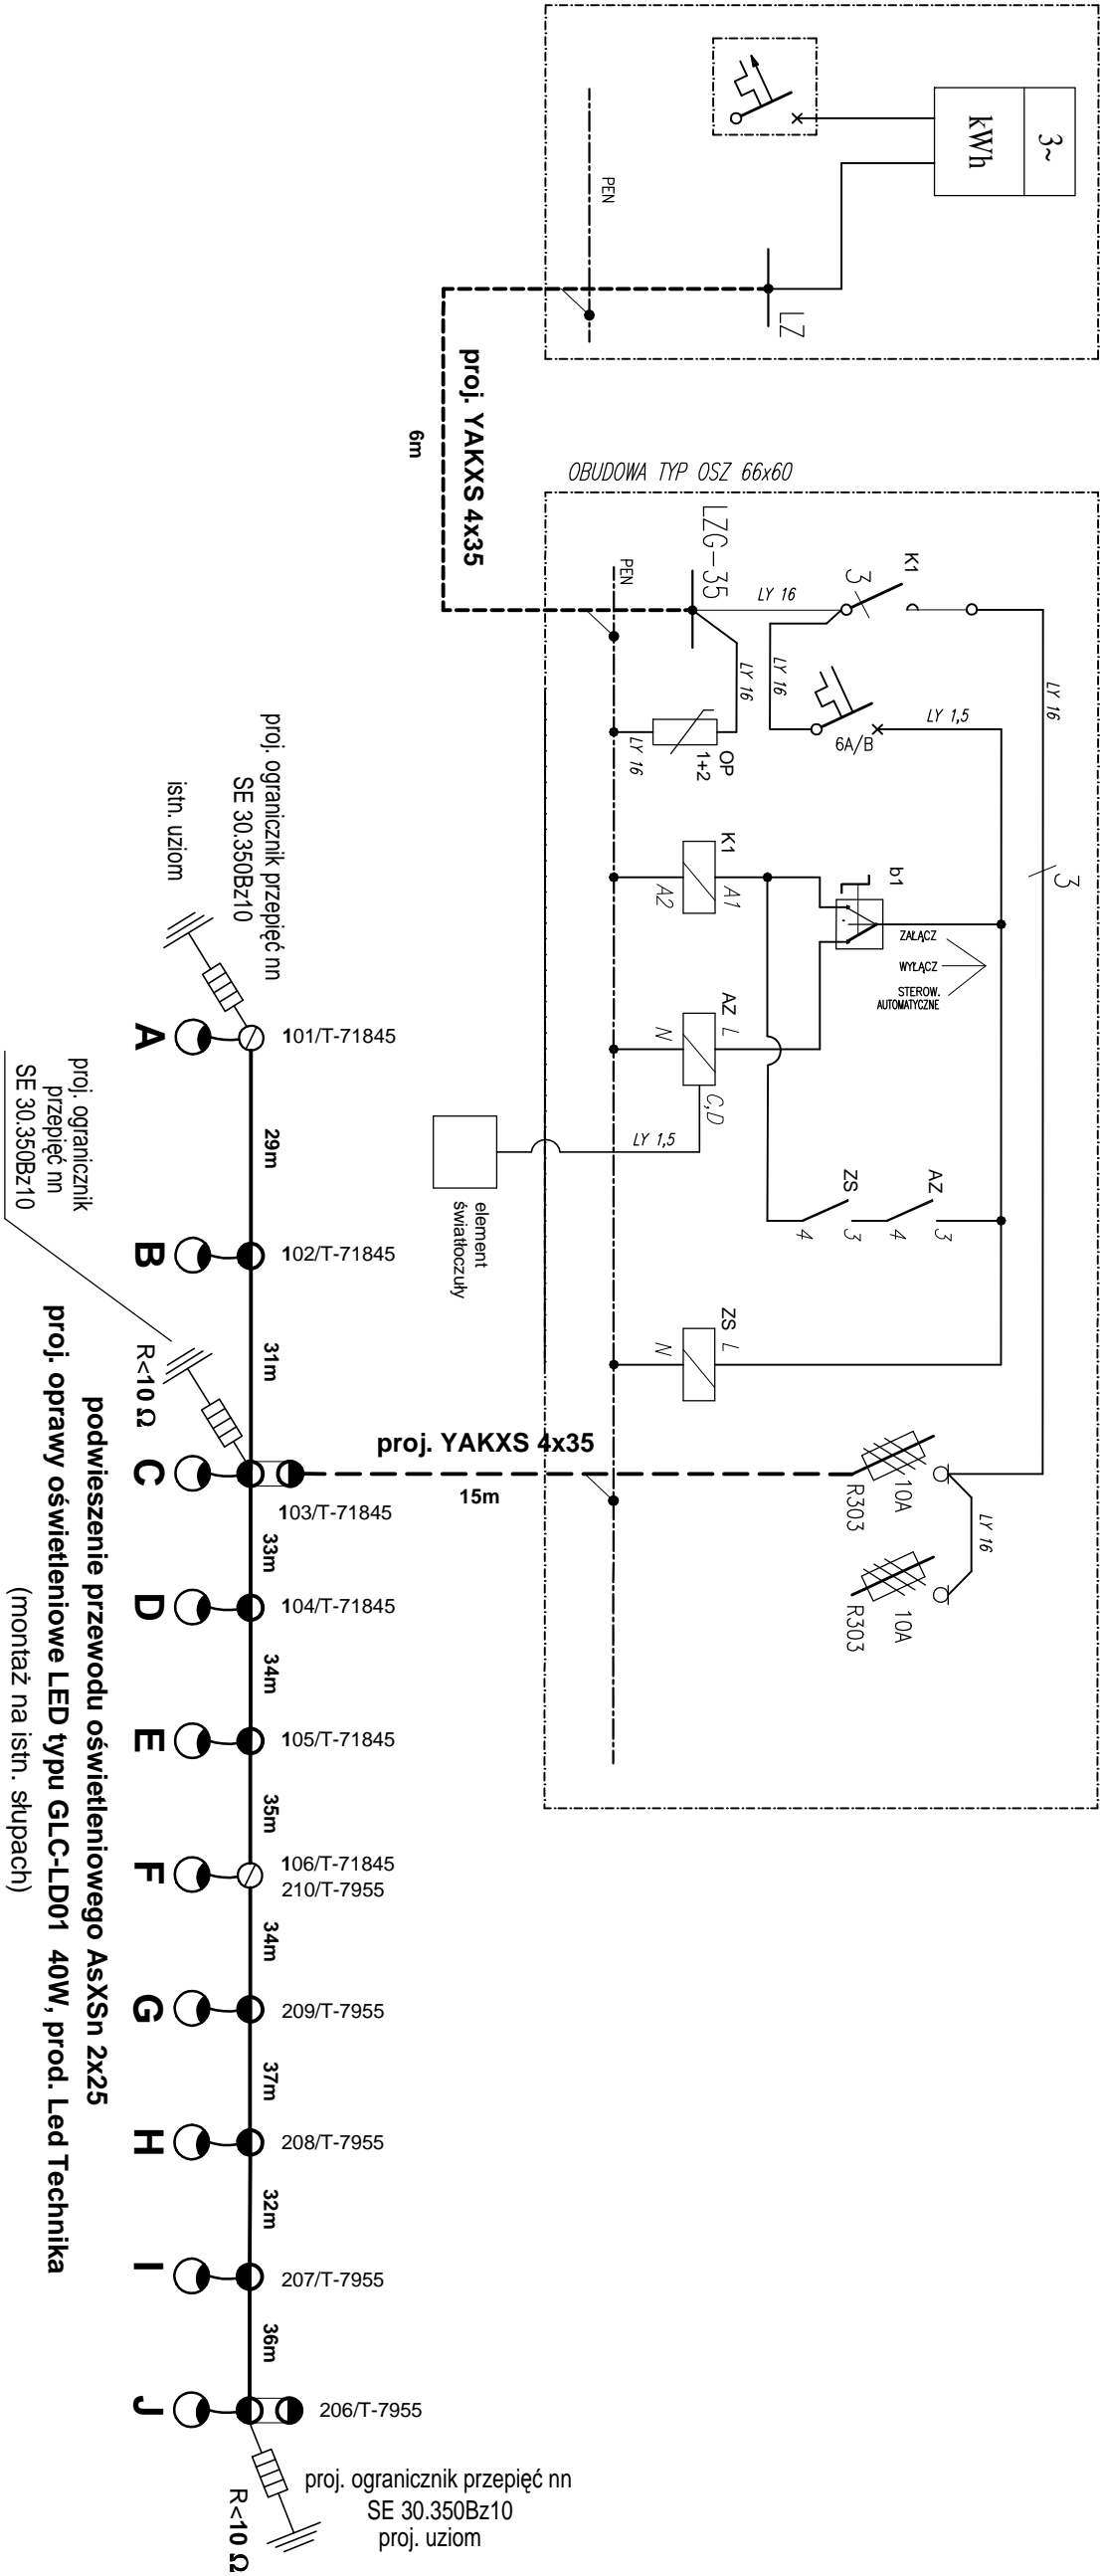 3~
kWh
PEN
LZ
proj. YAKXS 4x35
6m
OBUDOWA TYP OSZ 66x60
LZG-35
PEN
K1
3
LY 16
LY 16
LY 16
LY 16
LY 16
6A/B
LY 1,5
OP
1+2
3
K1
A1
A2
b1
ZAŁĄCZ
WYŁĄCZ
STEROW.
AUTOMATYCZNE
AZ
L
N
C,D
LY 1,5
element
światłoczuły
AZ
3
4
ZS
3
4
ZS
L
N
10A
R303
LY 16
10A
R303
proj. YAKXS 4x35
15m
proj. ogranicznik przepięć nn
SE 30.350Bz10
istn. uziom
proj. ogranicznik
przepięć nn
SE 30.350Bz10
R<10 Ω
A
101/T-71845
29m
B
102/T-71845
31m
C
103/T-71845
33m
D
104/T-71845
34m
E
105/T-71845
35m
F
106/T-71845
210/T-7955
34m
G
209/T-7955
37m
H
208/T-7955
32m
I
207/T-7955
36m
J
206/T-7955
proj. ogranicznik przepięć nn
SE 30.350Bz10
proj. uziom
R<10 Ω
podwieszenie przewodu oświetleniowego AsXSn 2x25
proj. oprawy oświetleniowe LED typu GLC-LD01 40W, prod. Led Technika
(montaż na istn. słupach)